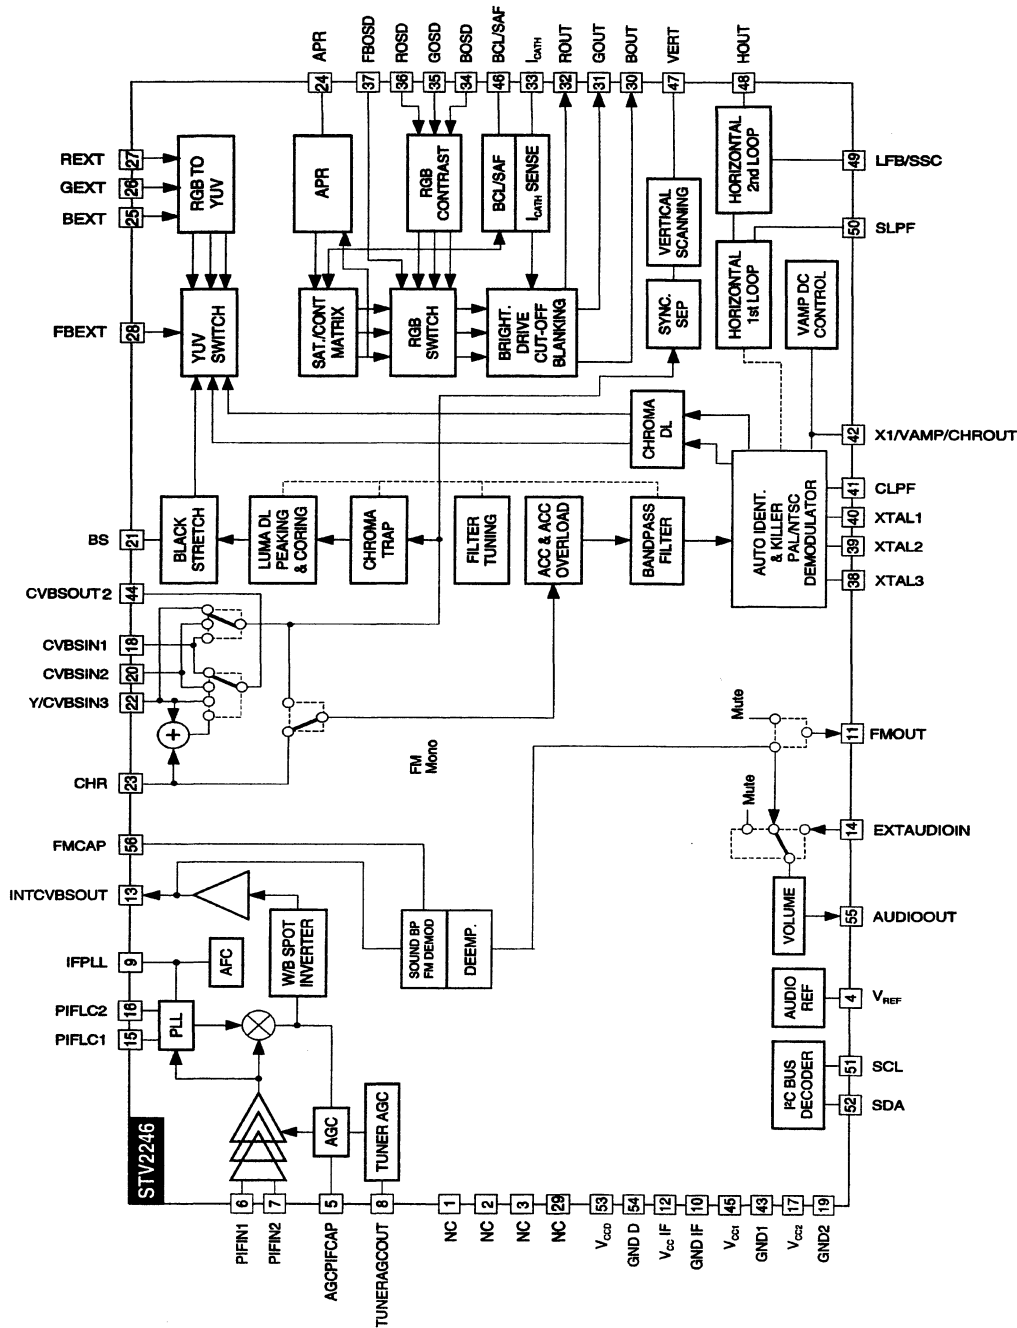 APR
FBOSD
ROSD
GOSD
BOSD
BCL/SAF
ICATH
ROUT
GOUT
BOUT
VERT
HOUT
24
37
36
35
34
46
33
32
31
30
47
48
REXT
27
GEXT
26
BEXT
25
RGB TO
YUV
APR
RGB
CONTRAST
BCL/SAF
ICATH SENSE
VERTICAL
SCANNING
HORIZONTAL
2nd LOOP
49
LFB/SSC
50
SLPF
FBEXT
28
YUV
SWITCH
SAT./CONT
MATRIX
RGB
SWITCH
BRIGHT.
DRIVE
CUT-OFF
BLANKING
SYNC.
SEP
HORIZONTAL
1st LOOP
VAMP DC
CONTROL
CHROMA
DL
42
X1/VAMP/CHROUT
BS
21
BLACK
STRETCH
LUMA DL
PEAKING
& CORING
CHROMA
TRAP
FILTER
TUNING
ACC & ACC
OVERLOAD
BANDPASS
FILTER
AUTO IDENT.
& KILLER
PAL/NTSC
DEMODULATOR
41
CLPF
40
XTAL1
39
XTAL2
38
XTAL3
CVBSOUT2
44
CVBSIN1
18
CVBSIN2
20
Y/CVBSIN3
22
+
CHR
23
FM
Mono
Mute
11
FMOUT
Mute
14
EXTAUDIOIN
FMCAP
56
INTCVBSOUT
13
W/B SPOT
INVERTER
SOUND BP
FM DEMOD
DEEMP.
VOLUME
55
AUDIOOUT
IFPLL
9
AFC
PIFLC2
16
PIFLC1
15
PLL
AUDIO
REF
4
VREF
I²C BUS
DECODER
51
SCL
52
SDA
STV2246
AGC
TUNER AGC
6
7
5
8
1
2
3
29
53
54
12
10
45
43
17
19
PIFIN1
PIFIN2
AGCPIFCAP
TUNERAGCOUT
NC
NC
NC
NC
VCCD
GND D
VCC IF
GND IF
VCC1
GND1
VCC2
GND2